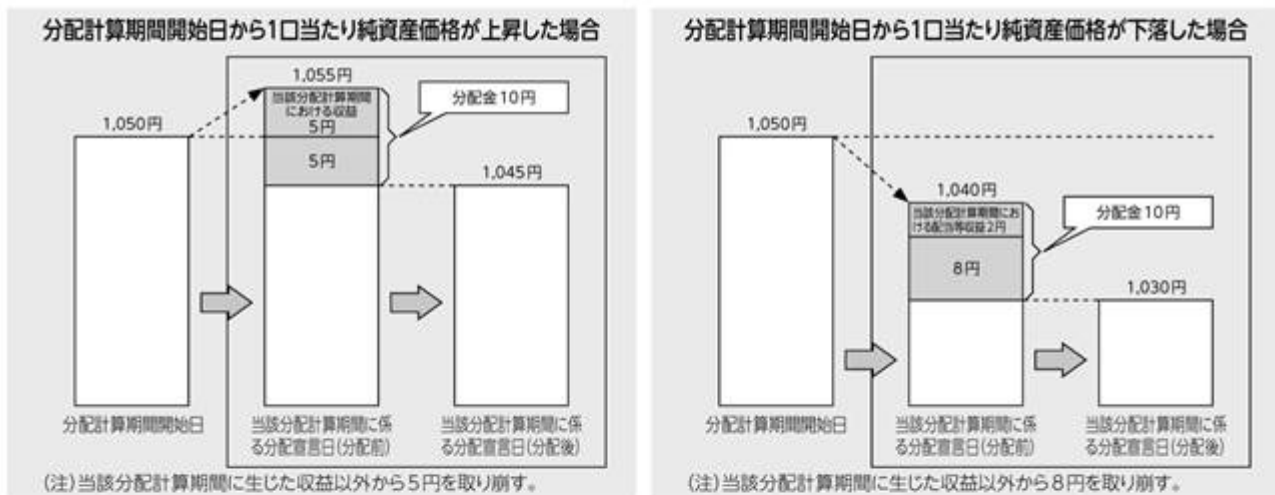 分配計算期間開始日から1口当たり純資産価格が上昇した場合
1,055円
当該分配計算期間
における収益
5円
分配金10円
1,050円
5円
1,045円
分配計算期間開始日
当該分配計算期間に係
る分配宣言日(分配前)
当該分配計算期間に係
る分配宣言日(分配後)
(注)当該分配計算期間に生じた収益以外から5円を取り崩す。
分配計算期間開始日から1口当たり純資産価格が下落した場合
1,050円
1,040円
当該分配計算期間にお
ける配当等収益2円
分配金10円
8円
1,030円
分配計算期間開始日
当該分配計算期間に係
る分配宣言日(分配前)
当該分配計算期間に係
る分配宣言日(分配後)
(注)当該分配計算期間に生じた収益以外から8円を取り崩す。